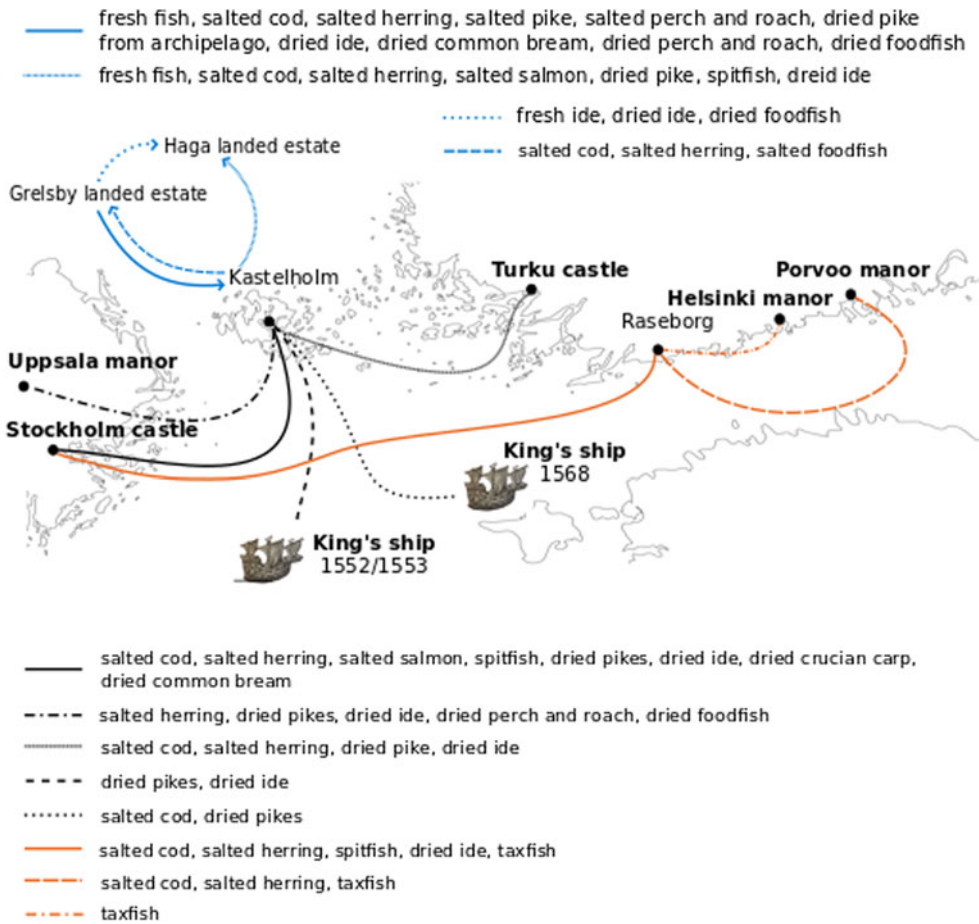 fresh fish, salted cod, salted herring, salted pike, salted perch and roach, dried pike
from archipelago, dried ide, dried common bream, dried perch and roach, dried foodfish
fresh fish, salted cod, salted herring, salted salmon, dried pike, spitfish, dreid ide
fresh ide, dried ide, dried foodfish
Haga landed estate
salted cod, salted herring, salted foodfish
Grelsby landed estate
Kastelholm
Turku castle
Porvoo manor
Helsinki manor
Raseborg
Uppsala manor
Stockholm castle
King's ship
1568
King's ship
1552/1553
salted cod, salted herring, salted salmon, spitfish, dried pikes, dried ide, dried crucian carp,
dried common bream
salted herring, dried pikes, dried ide, dried perch and roach, dried foodfish
salted cod, salted herring, dried pike, dried ide
dried pikes, dried ide
salted cod, dried pikes
salted cod, salted herring, spitfish, dried ide, taxfish
salted cod, salted herring, taxfish
taxfish